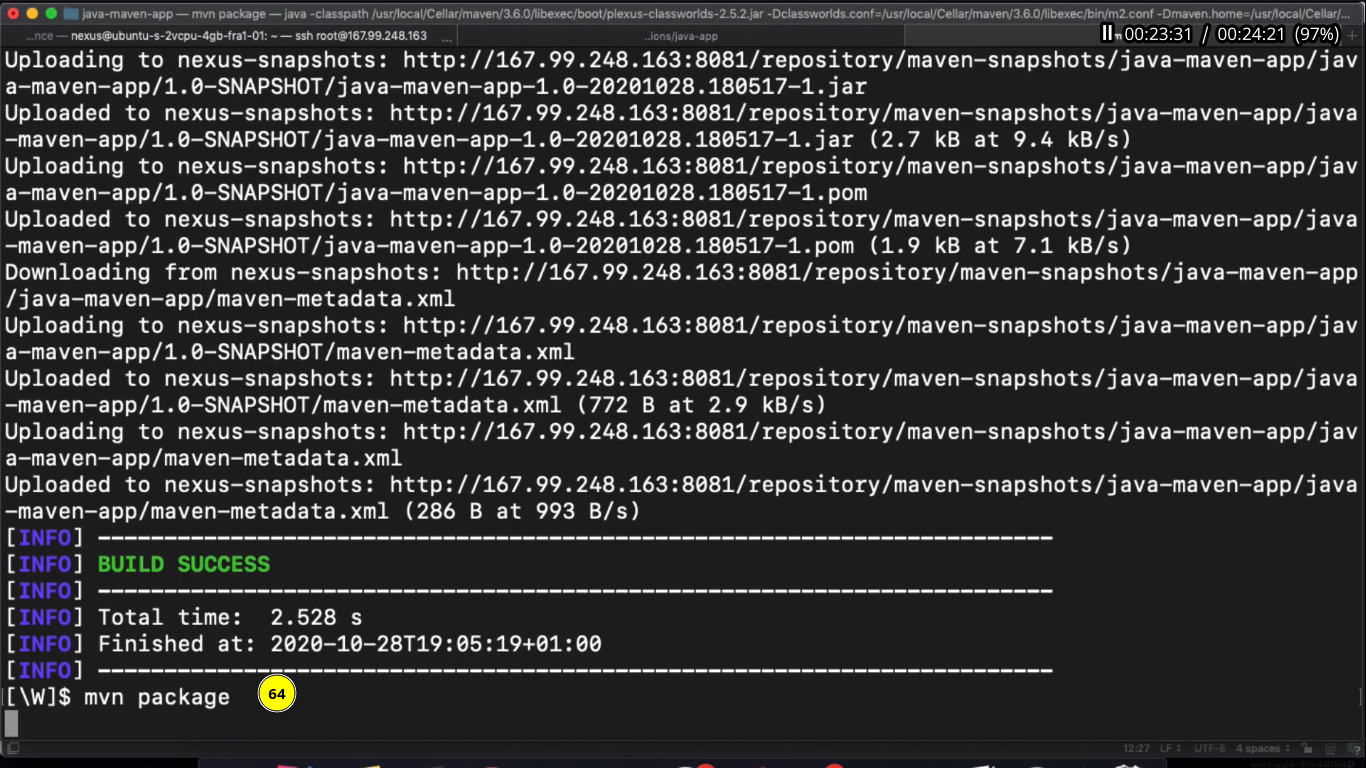 java-maven-app — mvn package — java -classpath /usr/local/Cellar/maven/3.6.0/libexec/boot/plexus-classworlds-2.5.2.jar -Dclassworlds.conf=/usr/local/Cellar/maven/3.6.0/libexec/bin/m2.conf -Dmaven.home=/usr/local/Cellar/...
...nce — nexus@ubuntu-s-2vcpu-4gb-fra1-01: ~ — ssh root@167.99.248.163 ... ..ions/java-app
00:23:31 / 00:24:21 (97%)
Uploading to nexus-snapshots: http://167.99.248.163:8081/repository/maven-snapshots/java-maven-app/jav
a-maven-app/1.0-SNAPSHOT/java-maven-app-1.0-20201028.180517-1.jar
Uploaded to nexus-snapshots: http://167.99.248.163:8081/repository/maven-snapshots/java-maven-app/java
-maven-app/1.0-SNAPSHOT/java-maven-app-1.0-20201028.180517-1.jar (2.7 kB at 9.4 kB/s)
Uploading to nexus-snapshots: http://167.99.248.163:8081/repository/maven-snapshots/java-maven-app/jav
a-maven-app/1.0-SNAPSHOT/java-maven-app-1.0-20201028.180517-1.pom
Uploaded to nexus-snapshots: http://167.99.248.163:8081/repository/maven-snapshots/java-maven-app/java
-maven-app/1.0-SNAPSHOT/java-maven-app-1.0-20201028.180517-1.pom (1.9 kB at 7.1 kB/s)
Downloading from nexus-snapshots: http://167.99.248.163:8081/repository/maven-snapshots/java-maven-app
/java-maven-app/maven-metadata.xml
Uploading to nexus-snapshots: http://167.99.248.163:8081/repository/maven-snapshots/java-maven-app/jav
a-maven-app/1.0-SNAPSHOT/maven-metadata.xml
Uploaded to nexus-snapshots: http://167.99.248.163:8081/repository/maven-snapshots/java-maven-app/java
-maven-app/1.0-SNAPSHOT/maven-metadata.xml (772 B at 2.9 kB/s)
Uploading to nexus-snapshots: http://167.99.248.163:8081/repository/maven-snapshots/java-maven-app/jav
a-maven-app/maven-metadata.xml
Uploaded to nexus-snapshots: http://167.99.248.163:8081/repository/maven-snapshots/java-maven-app/java
-maven-app/maven-metadata.xml (286 B at 993 B/s)
[INFO] ------------------------------------------------------------------------
[INFO] BUILD SUCCESS
[INFO] ------------------------------------------------------------------------
[INFO] Total time:  2.528 s
[INFO] Finished at: 2020-10-28T19:05:19+01:00
[INFO] ------------------------------------------------------------------------
[\W]$ mvn package
64
12:27 LF UTF-8 4 spaces